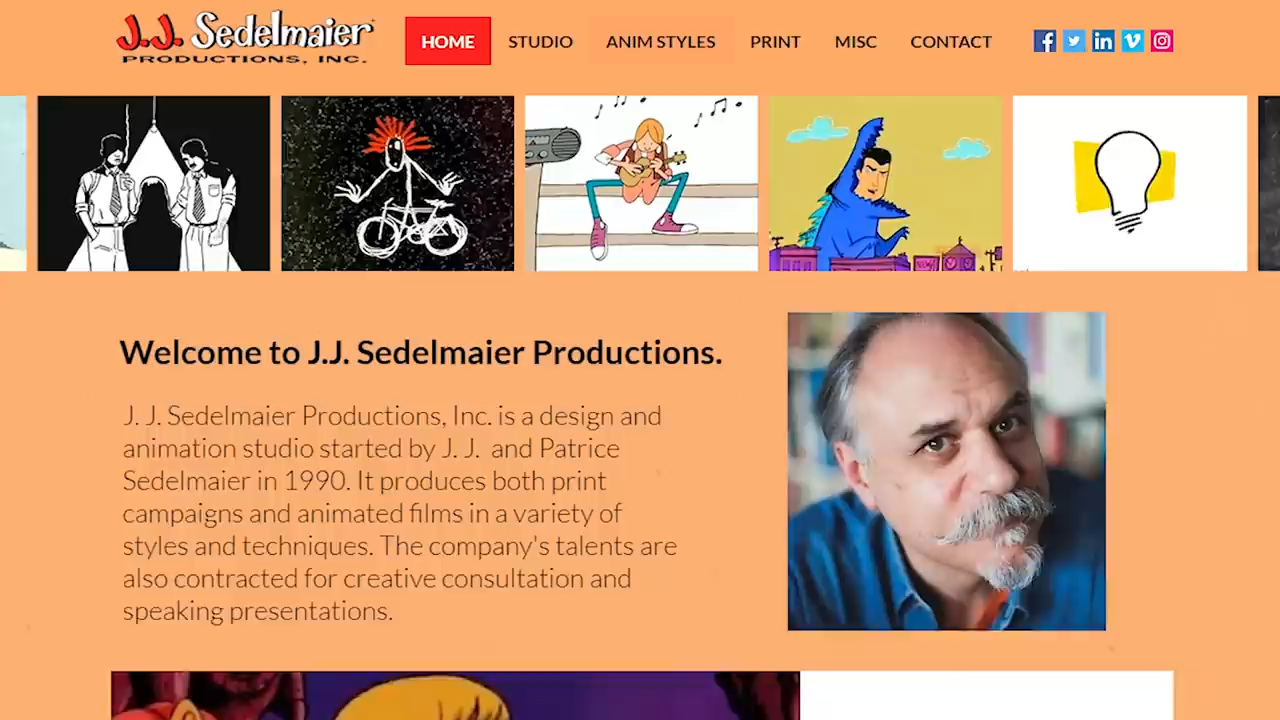 J.J. Sedelmaier
PRODUCTIONS, INC.
HOME STUDIO ANIM STYLES PRINT MISC CONTACT
Welcome to J.J. Sedelmaier Productions.
J. J. Sedelmaier Productions, Inc. is a design and
animation studio started by J. J. and Patrice
Sedelmaier in 1990. It produces both print
campaigns and animated films in a variety of
styles and techniques. The company's talents are
also contracted for creative consultation and
speaking presentations.